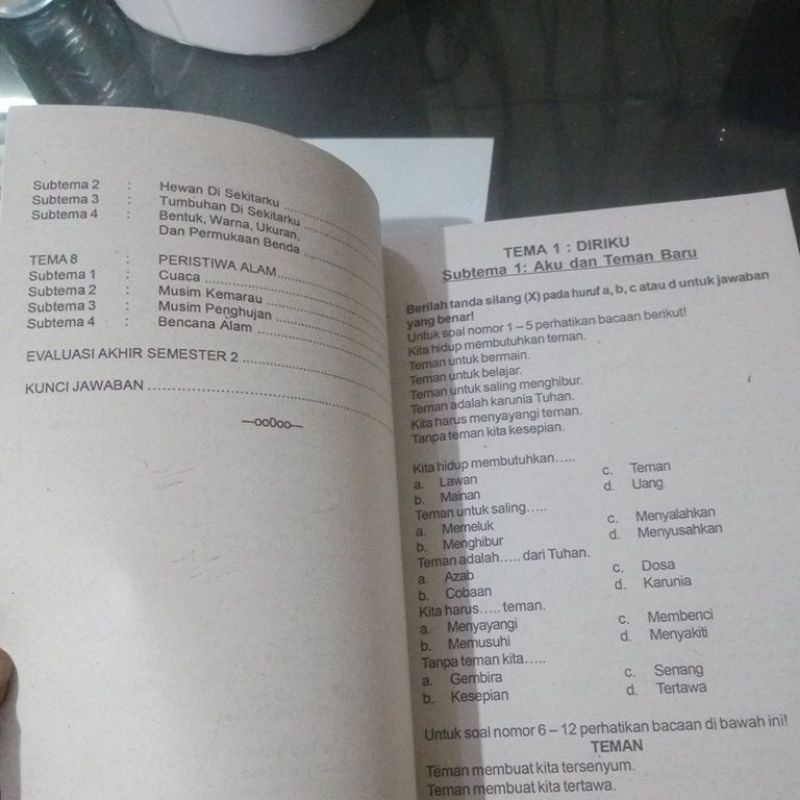 Subtema 2 : Hewan Di Sekitarku ..........
Subtema 3 : Tumbuhan Di Sekitarku ..........
Subtema 4 : Bentuk, Warna, Ukuran,
Dan Permukaan Benda ..........
TEMA 8 : PERISTIWA ALAM..........
Subtema 1 : Cuaca ..........
Subtema 2 : Musim Kemarau ..........
Subtema 3 : Musim Penghujan ..........
Subtema 4 : Bencana Alam ..........
EVALUASI AKHIR SEMESTER 2 ..........
KUNCI JAWABAN ..........
—oo0oo—
TEMA 1 : DIRIKU
Subtema 1: Aku dan Teman Baru
Berilah tanda silang (X) pada huruf a, b, c atau d untuk jawaban
yang benar!
Untuk soal nomor 1 – 5 perhatikan bacaan berikut!
Kita hidup membutuhkan teman.
Teman untuk bermain.
Teman untuk belajar.
Teman untuk saling menghibur.
Teman adalah karunia Tuhan.
Kita harus menyayangi teman.
Tanpa teman kita kesepian.
Kita hidup membutuhkan.....
a. Lawan c. Teman
b. Mainan d. Uang
Teman untuk saling.....
a. Memeluk c. Menyalahkan
b. Menghibur d. Menyusahkan
Teman adalah..... dari Tuhan.
a. Azab c. Dosa
b. Cobaan d. Karunia
Kita harus..... teman.
a. Menyayangi c. Membenci
b. Memusuhi d. Menyakiti
Tanpa teman kita.....
a. Gembira c. Senang
b. Kesepian d. Tertawa
Untuk soal nomor 6 – 12 perhatikan bacaan di bawah ini!
TEMAN
Teman membuat kita tersenyum.
Teman membuat kita tertawa.